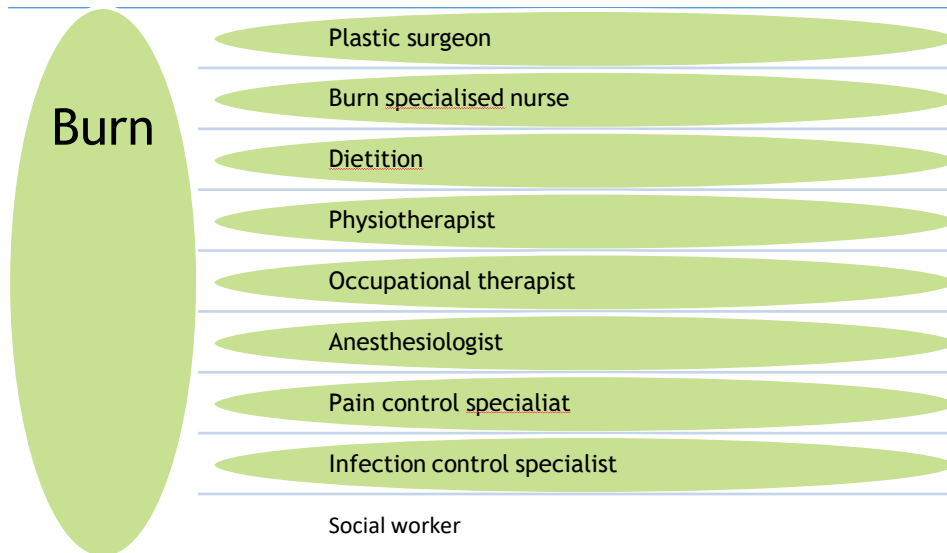 Burn
Plastic surgeon
Burn specialised nurse
Dietition
Physiotherapist
Occupational therapist
Anesthesiologist
Pain control specialiat
Infection control specialist
Social worker